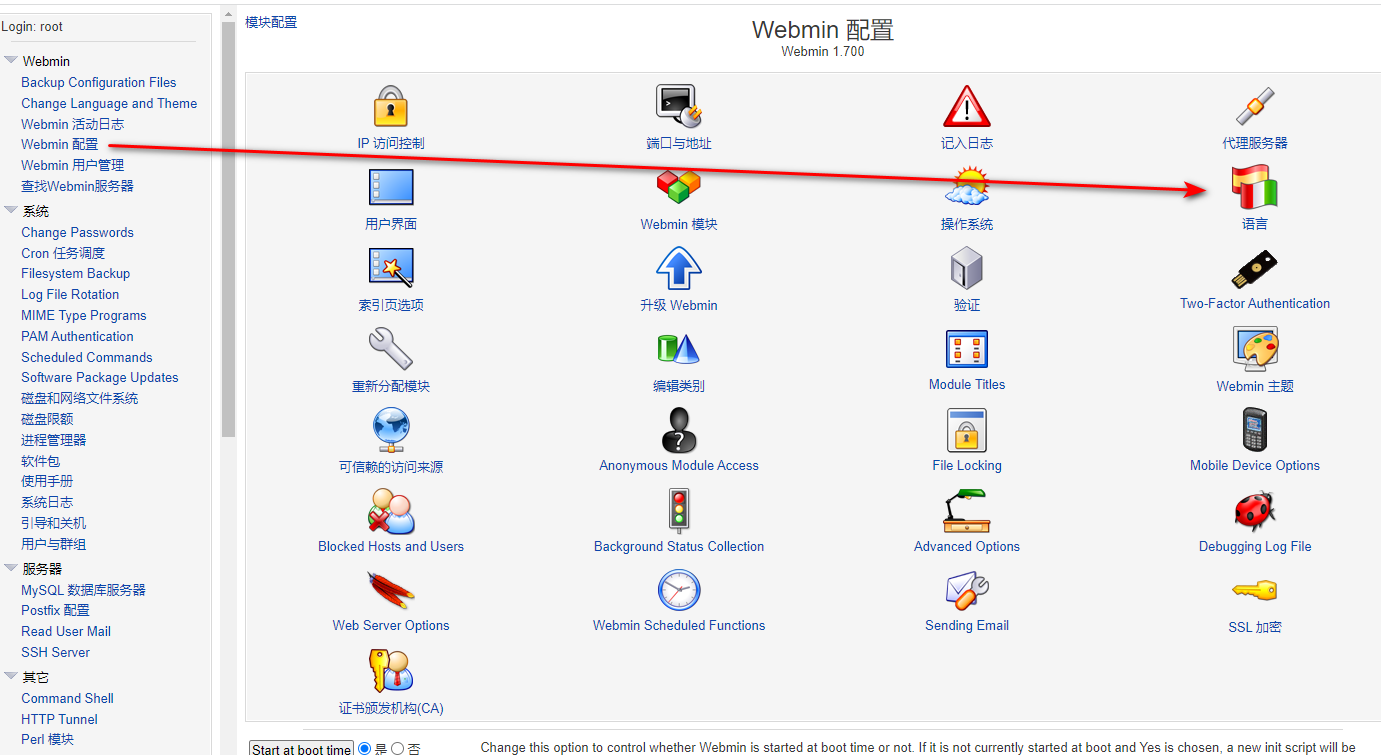 Login: root
Webmin
Backup Configuration Files
Change Language and Theme
Webmin 活动日志
Webmin 配置
Webmin 用户管理
查找Webmin服务器
系统
Change Passwords
Cron 任务调度
Filesystem Backup
Log File Rotation
MIME Type Programs
PAM Authentication
Scheduled Commands
Software Package Updates
磁盘和网络文件系统
磁盘限额
进程管理器
软件包
使用手册
系统日志
引导和关机
用户与群组
服务器
MySQL 数据库服务器
Postfix 配置
Read User Mail
SSH Server
其它
Command Shell
HTTP Tunnel
Perl 模块
模块配置
Webmin 配置
Webmin 1.700
IP 访问控制
端口与地址
记入日志
代理服务器
用户界面
Webmin 模块
操作系统
语言
索引页选项
升级 Webmin
验证
Two-Factor Authentication
重新分配模块
编辑类别
Module Titles
Webmin 主题
可信赖的访问来源
Anonymous Module Access
File Locking
Mobile Device Options
Blocked Hosts and Users
Background Status Collection
Advanced Options
Debugging Log File
Web Server Options
Webmin Scheduled Functions
Sending Email
SSL 加密
证书颁发机构(CA)
Start at boot time 是 否
Change this option to control whether Webmin is started at boot time or not. If it is not currently started at boot and Yes is chosen, a new init script will be